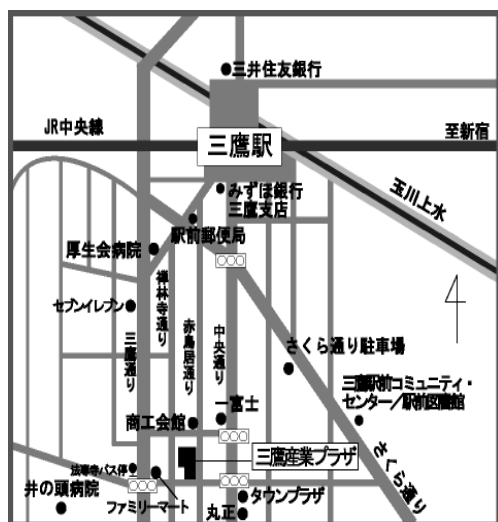 三井住友銀行
JR中央線
至新宿
三鷹駅
玉川上水
みずほ銀行
三鷹支店
駅前郵便局
厚生会病院
禅林寺通り
セブンイレブン
三鷹通り
赤鳥居通り
中央通り
さくら通り駐車場
三鷹駅前コミュニティ・
センター/駅前図書館
商工会館
一富士
三鷹産業プラザ
さくら通り
法専寺バス停
井の頭病院
ファミリーマート
タウンプラザ
丸正